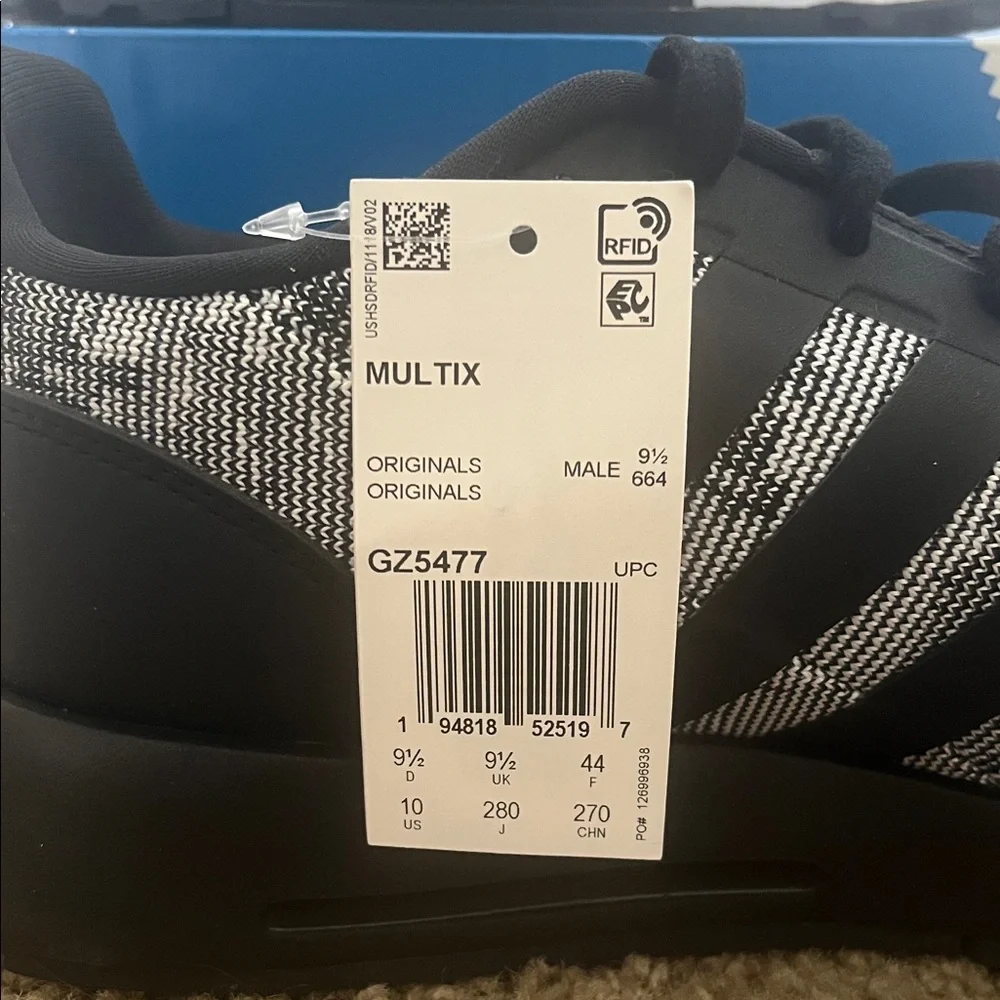 USHSDRFID/1118/V02
RFID
EPC™
MULTIX
ORIGINALS
ORIGINALS
MALE 9½
664
GZ5477
UPC
1 94818 52519 7
9½ 9½ 44
D UK F
10 280 270
US J CHN
PO# 126996938